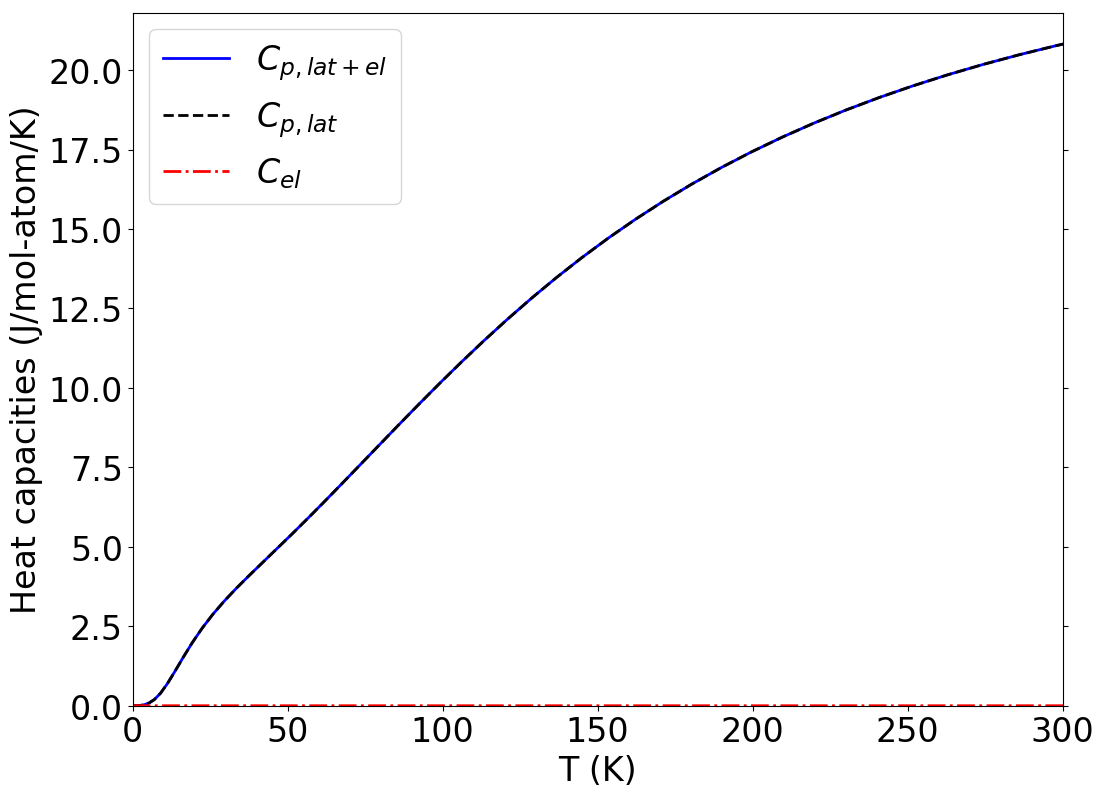 C_{p, lat+el}
C_{p, lat}
C_{el}
Heat capacities (J/mol-atom/K)
20.0
17.5
15.0
12.5
10.0
7.5
5.0
2.5
0.0
0 50 100 150 200 250 300
T (K)